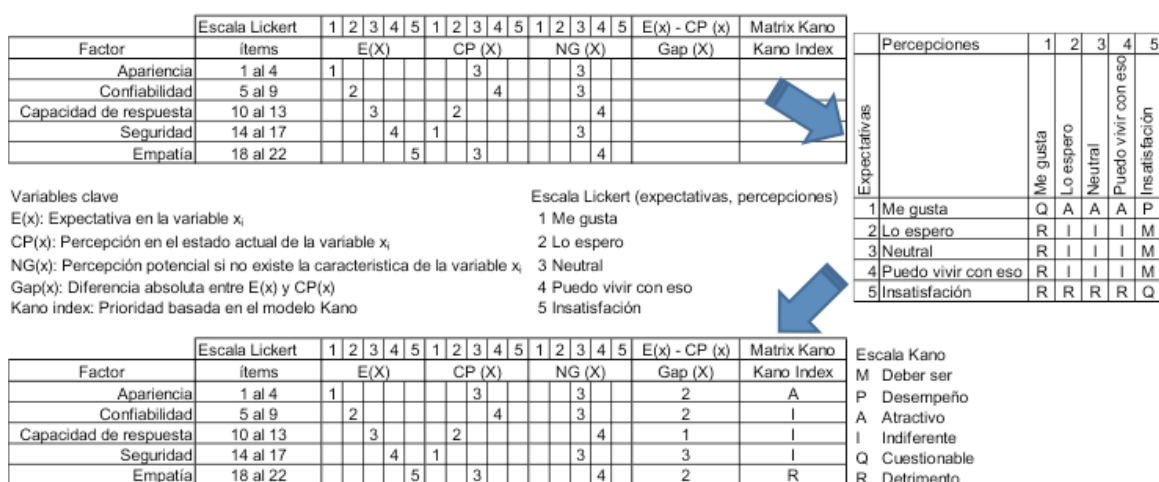 Escala Lickert 1 2 3 4 5 1 2 3 4 5 1 2 3 4 5 E(x) - CP (x) Matrix Kano
Factor ítems E(X) CP (X) NG (X) Gap (X) Kano Index
Apariencia 1 al 4 1 3 3
Confiabilidad 5 al 9 2 4 3
Capacidad de respuesta 10 al 13 3 2 4
Seguridad 14 al 17 4 1 3
Empatía 18 al 22 5 3 4
Percepciones 1 2 3 4 5
Expectativas Me gusta Lo espero Neutral Puedo vivir con eso Insatisfación
1 Me gusta Q A A A P
2 Lo espero R I I I M
3 Neutral R I I I M
4 Puedo vivir con eso R I I I M
5 Insatisfación R R R R Q
Variables clave
E(x): Expectativa en la variable xᵢ
CP(x): Percepción en el estado actual de la variable xᵢ
NG(x): Percepción potencial si no existe la caracteristica de la variable xᵢ
Gap(x): Diferencia absoluta entre E(x) y CP(x)
Kano index: Prioridad basada en el modelo Kano
Escala Lickert (expectativas, percepciones)
1 Me gusta
2 Lo espero
3 Neutral
4 Puedo vivir con eso
5 Insatisfación
Escala Lickert 1 2 3 4 5 1 2 3 4 5 1 2 3 4 5 E(x) - CP (x) Matrix Kano
Factor ítems E(X) CP (X) NG (X) Gap (X) Kano Index
Apariencia 1 al 4 1 3 3 2 A
Confiabilidad 5 al 9 2 4 3 2 I
Capacidad de respuesta 10 al 13 3 2 4 1 I
Seguridad 14 al 17 4 1 3 3 I
Empatía 18 al 22 5 3 4 2 R
Escala Kano
M Deber ser
P Desempeño
A Atractivo
I Indiferente
Q Cuestionable
R Detrimento